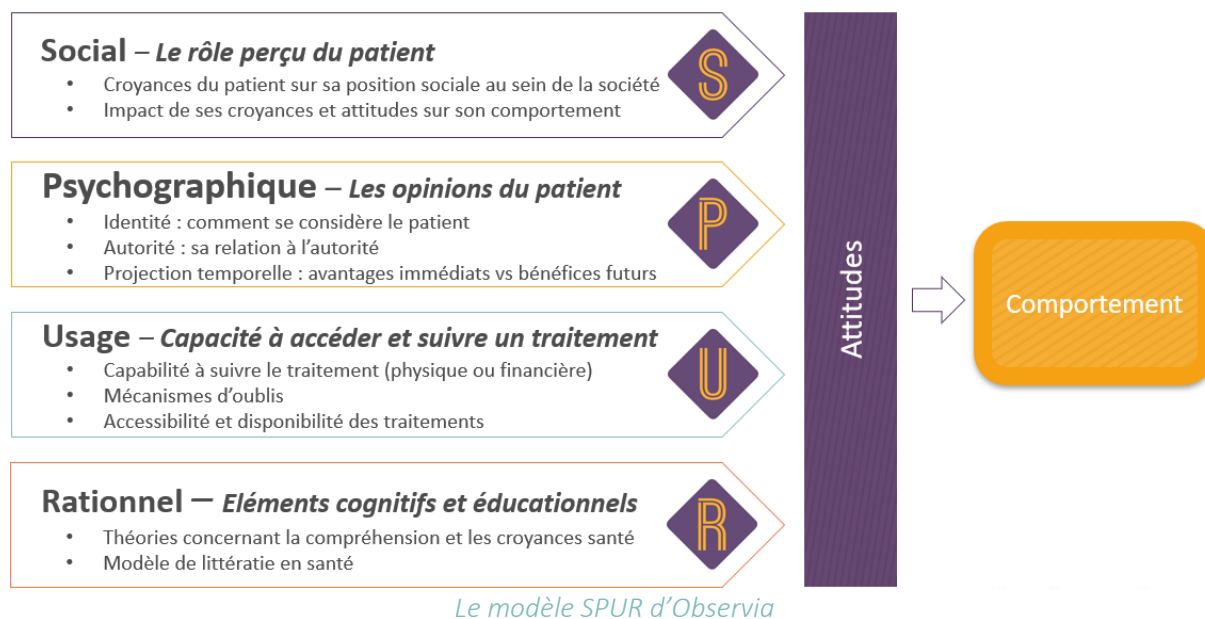 Social – Le rôle perçu du patient
• Croyances du patient sur sa position sociale au sein de la société
• Impact de ses croyances et attitudes sur son comportement
S
Psychographique – Les opinions du patient
• Identité : comment se considère le patient
• Autorité : sa relation à l'autorité
• Projection temporelle : avantages immédiats vs bénéfices futurs
P
Usage – Capacité à accéder et suivre un traitement
• Capabilité à suivre le traitement (physique ou financière)
• Mécanismes d'oublis
• Accessibilité et disponibilité des traitements
U
Rationnel – Eléments cognitifs et éducationnels
• Théories concernant la compréhension et les croyances santé
• Modèle de littératie en santé
R
Attitudes
Comportement
Le modèle SPUR d'Observia